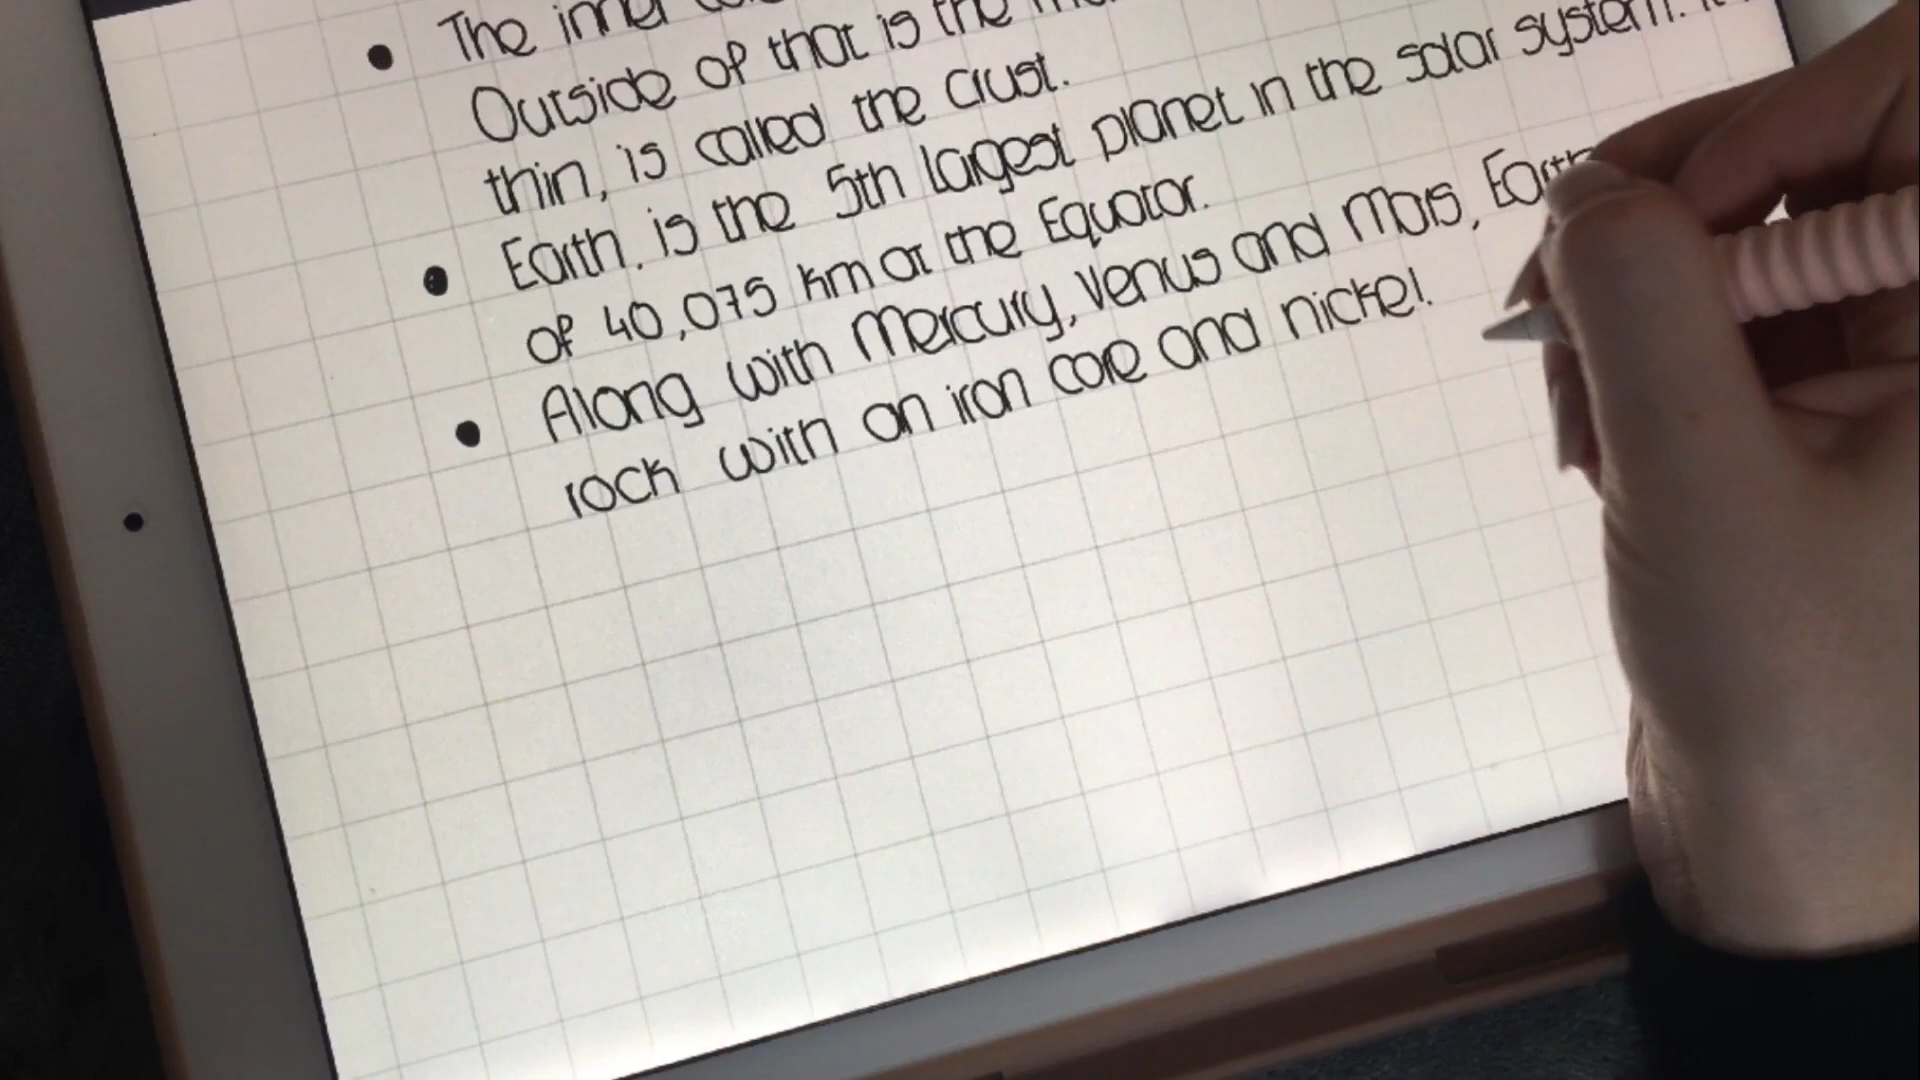 The inner
Outside of that is the
thin, is called the crust.
Earth. is the 5th largest planet in the solar system.
of 40,075 km at the Equator.
Along with Mercury, Venus and Mars, Earth
rock with an iron core and nickel.